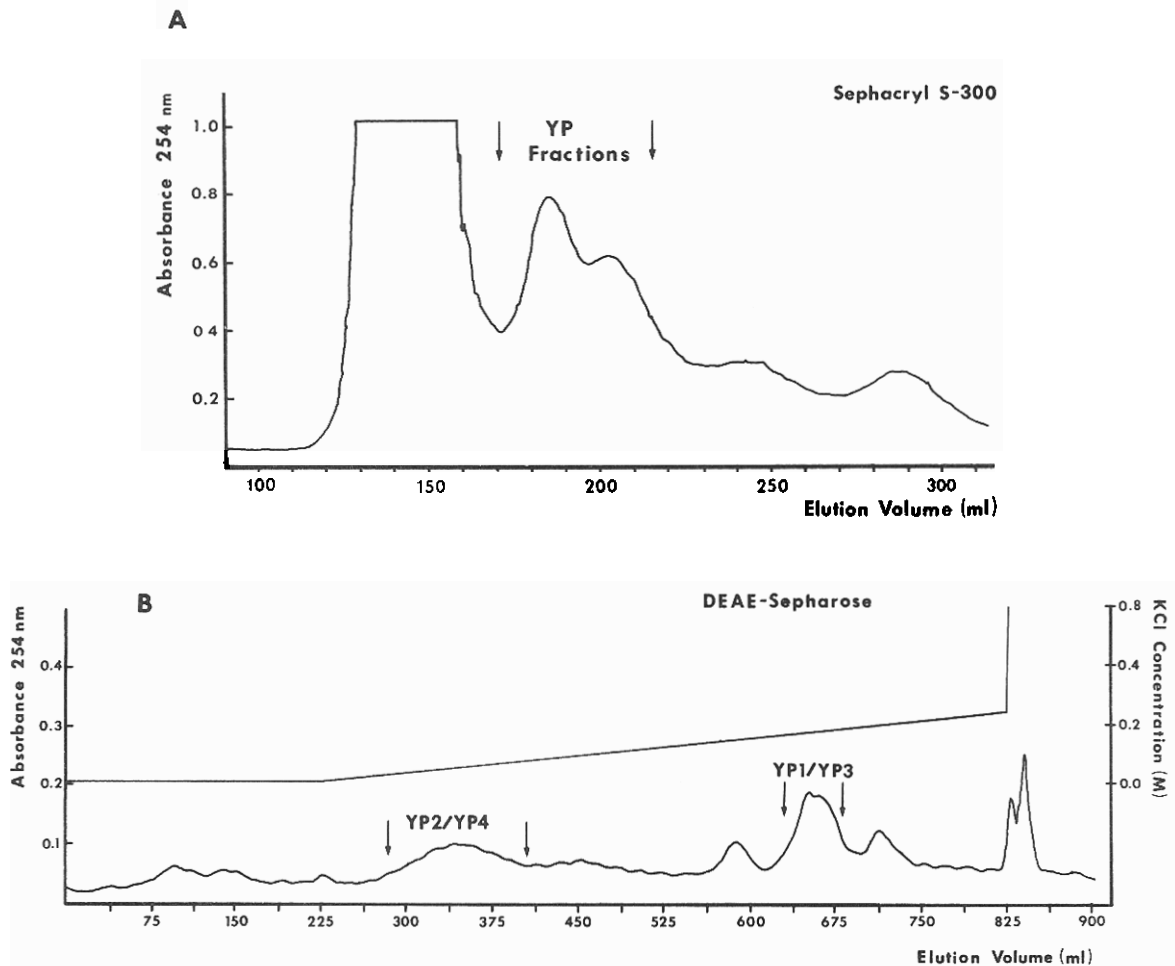 A
Sephacryl S-300
Absorbance 254 nm
YP
Fractions
1.0
0.8
0.6
0 4
0.2
100 150 200 250 300
Elution Volume (ml)
B
DEAE-Sepharose
Absorbance 254 nm
0.4
0.3
0.2
0.1
YP2/YP4
YP1/YP3
0.8
0.4
0.2
0.0
KCl Concentration (M)
75 150 225 300 375 450 525 600 675 750 825 900
Elution Volume (ml)